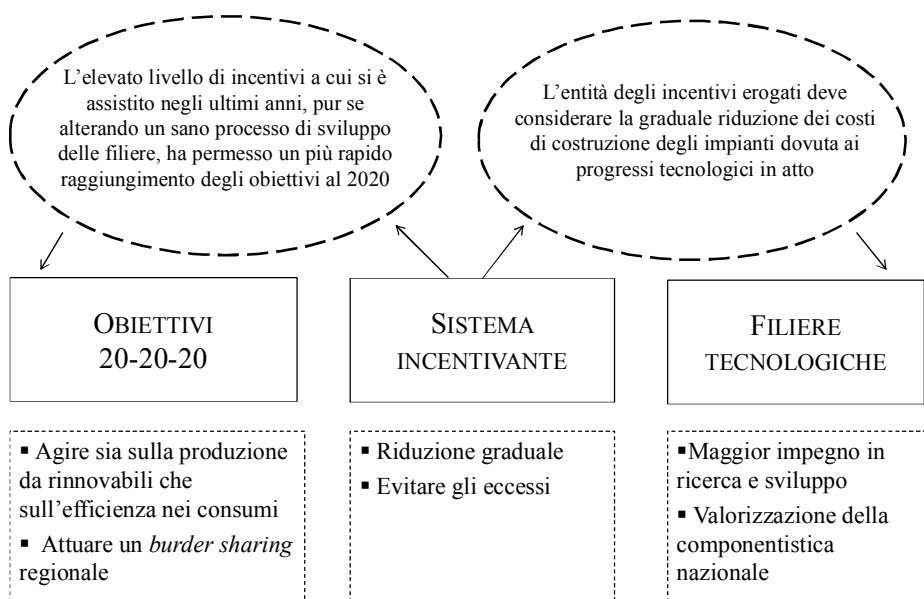 L'elevato livello di incentivi a cui si è
assistito negli ultimi anni, pur se
alterando un sano processo di sviluppo
delle filiere, ha permesso un più rapido
raggiungimento degli obiettivi al 2020
L'entità degli incentivi erogati deve
considerare la graduale riduzione dei costi
di costruzione degli impianti dovuta ai
progressi tecnologici in atto
OBIETTIVI
20-20-20
SISTEMA
INCENTIVANTE
FILIERE
TECNOLOGICHE
▪ Agire sia sulla produzione
da rinnovabili che
sull'efficienza nei consumi
▪ Attuare un burder sharing
regionale
▪ Riduzione graduale
▪ Evitare gli eccessi
▪Maggior impegno in
ricerca e sviluppo
▪ Valorizzazione della
componentistica
nazionale